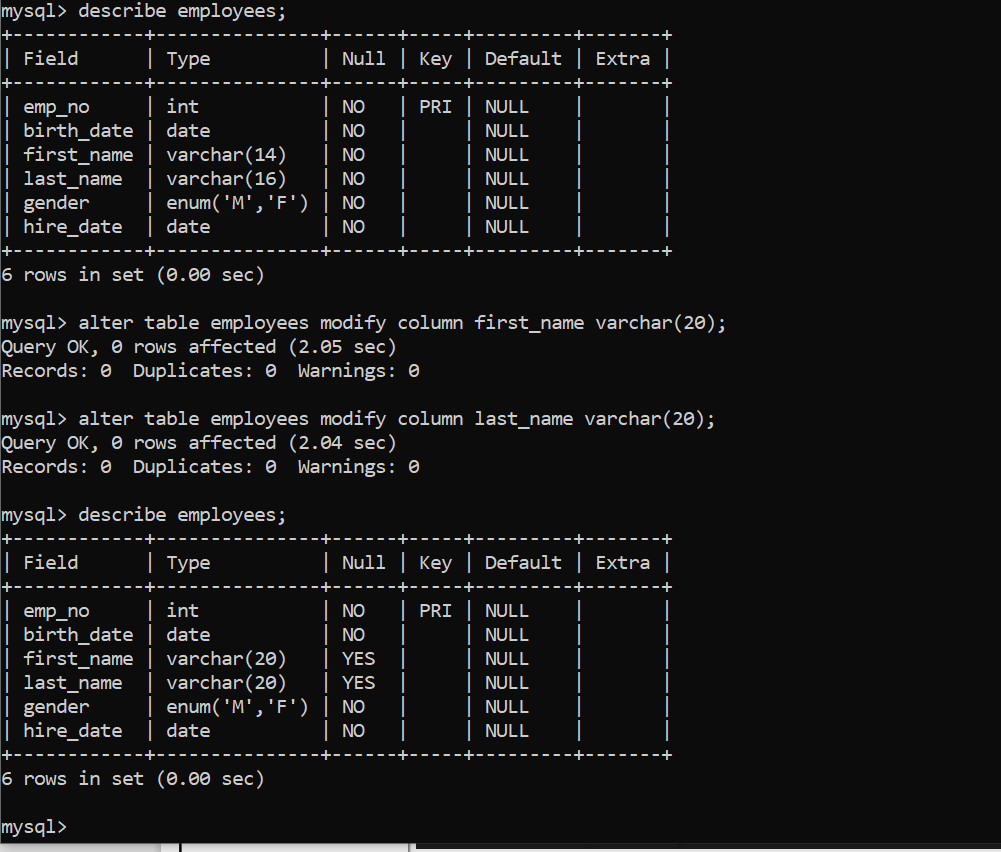 mysql> describe employees;
+------------+---------------+------+-----+---------+-------+
| Field      | Type          | Null | Key | Default | Extra |
+------------+---------------+------+-----+---------+-------+
| emp_no     | int           | NO   | PRI | NULL    |       |
| birth_date | date          | NO   |     | NULL    |       |
| first_name | varchar(14)   | NO   |     | NULL    |       |
| last_name  | varchar(16)   | NO   |     | NULL    |       |
| gender     | enum('M','F') | NO   |     | NULL    |       |
| hire_date  | date          | NO   |     | NULL    |       |
+------------+---------------+------+-----+---------+-------+
6 rows in set (0.00 sec)
mysql> alter table employees modify column first_name varchar(20);
Query OK, 0 rows affected (2.05 sec)
Records: 0  Duplicates: 0  Warnings: 0
mysql> alter table employees modify column last_name varchar(20);
Query OK, 0 rows affected (2.04 sec)
Records: 0  Duplicates: 0  Warnings: 0
mysql> describe employees;
+------------+---------------+------+-----+---------+-------+
| Field      | Type          | Null | Key | Default | Extra |
+------------+---------------+------+-----+---------+-------+
| emp_no     | int           | NO   | PRI | NULL    |       |
| birth_date | date          | NO   |     | NULL    |       |
| first_name | varchar(20)   | YES  |     | NULL    |       |
| last_name  | varchar(20)   | YES  |     | NULL    |       |
| gender     | enum('M','F') | NO   |     | NULL    |       |
| hire_date  | date          | NO   |     | NULL    |       |
+------------+---------------+------+-----+---------+-------+
6 rows in set (0.00 sec)
mysql>